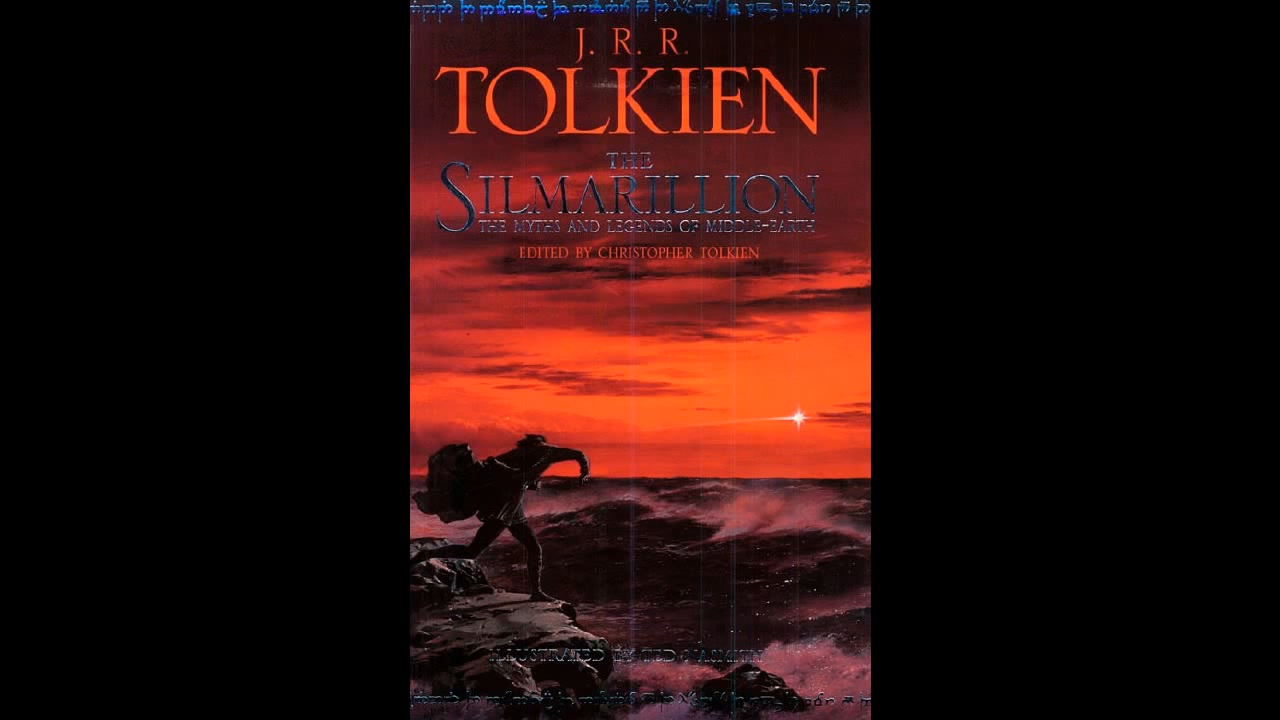 J. R. R.
TOLKIEN
THE
SILMARILLION
THE MYTHS AND LEGENDS OF MIDDLE-EARTH
EDITED BY CHRISTOPHER TOLKIEN
ILLUSTRATED BY TED NASMITH